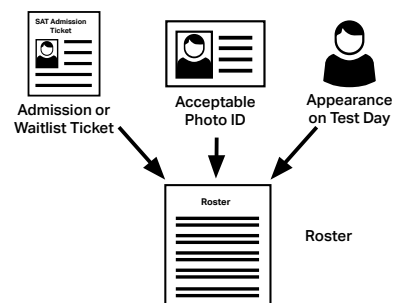 SAT Admission
Ticket
Admission or
Waitlist Ticket
Acceptable
Photo ID
Appearance
on Test Day
Roster
Roster